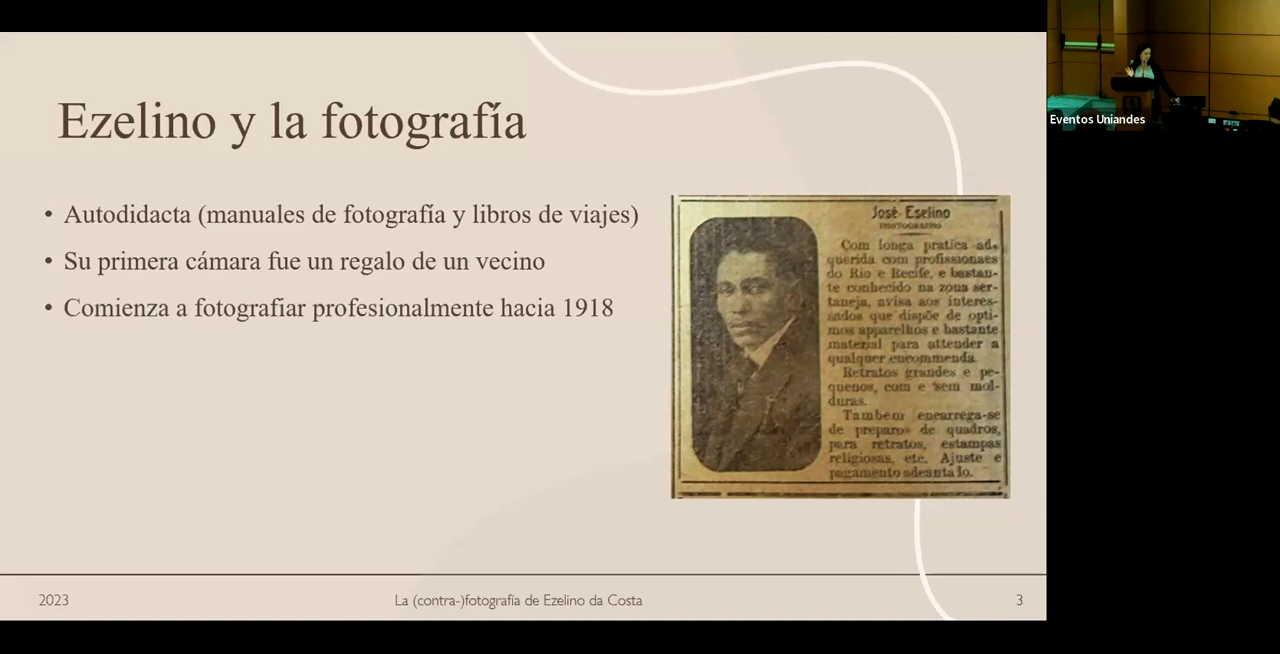 Ezelino y la fotografía
• Autodidacta (manuales de fotografía y libros de viajes)
• Su primera cámara fue un regalo de un vecino
• Comienza a fotografiar profesionalmente hacia 1918
José Eselino
PHOTOGRAPHO
Com longa pratica ad-
querida com profissionaes
do Rio e Recife, e bastan-
te conhecido na zona ser-
taneja, avisa aos interes-
sados que dispõe de opti-
mos apparelhos e bastante
material para attender a
qualquer encommenda.
Retratos grandes e pe-
quenos, com e sem mol-
duras.
Tambem encarrega-se
de preparos de quadros,
para retratos, estampas
religiosas, etc. Ajuste e
pagamento adeantado.
2023
La (contra-)fotografía de Ezelino da Costa
3
Eventos Uniandes